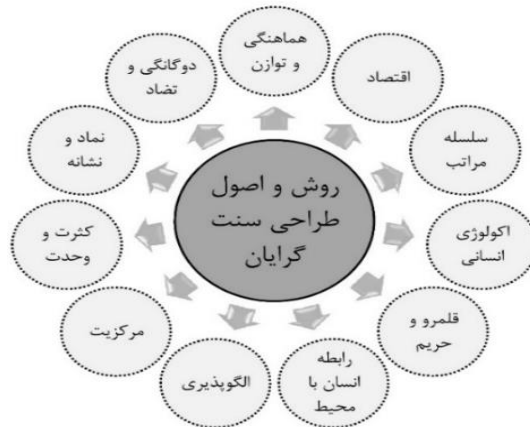 هماهنگی
و توازن
اقتصاد
سلسله
مراتب
اکولوژی
انسانی
قلمرو و
حریم
رابطه
انسان با
محیط
الگوپذیری
مرکزیت
کثرت و
وحدت
نماد و
نشانه
دوگانگی و
تضاد
روش و اصول
طراحی سنت
گرایان